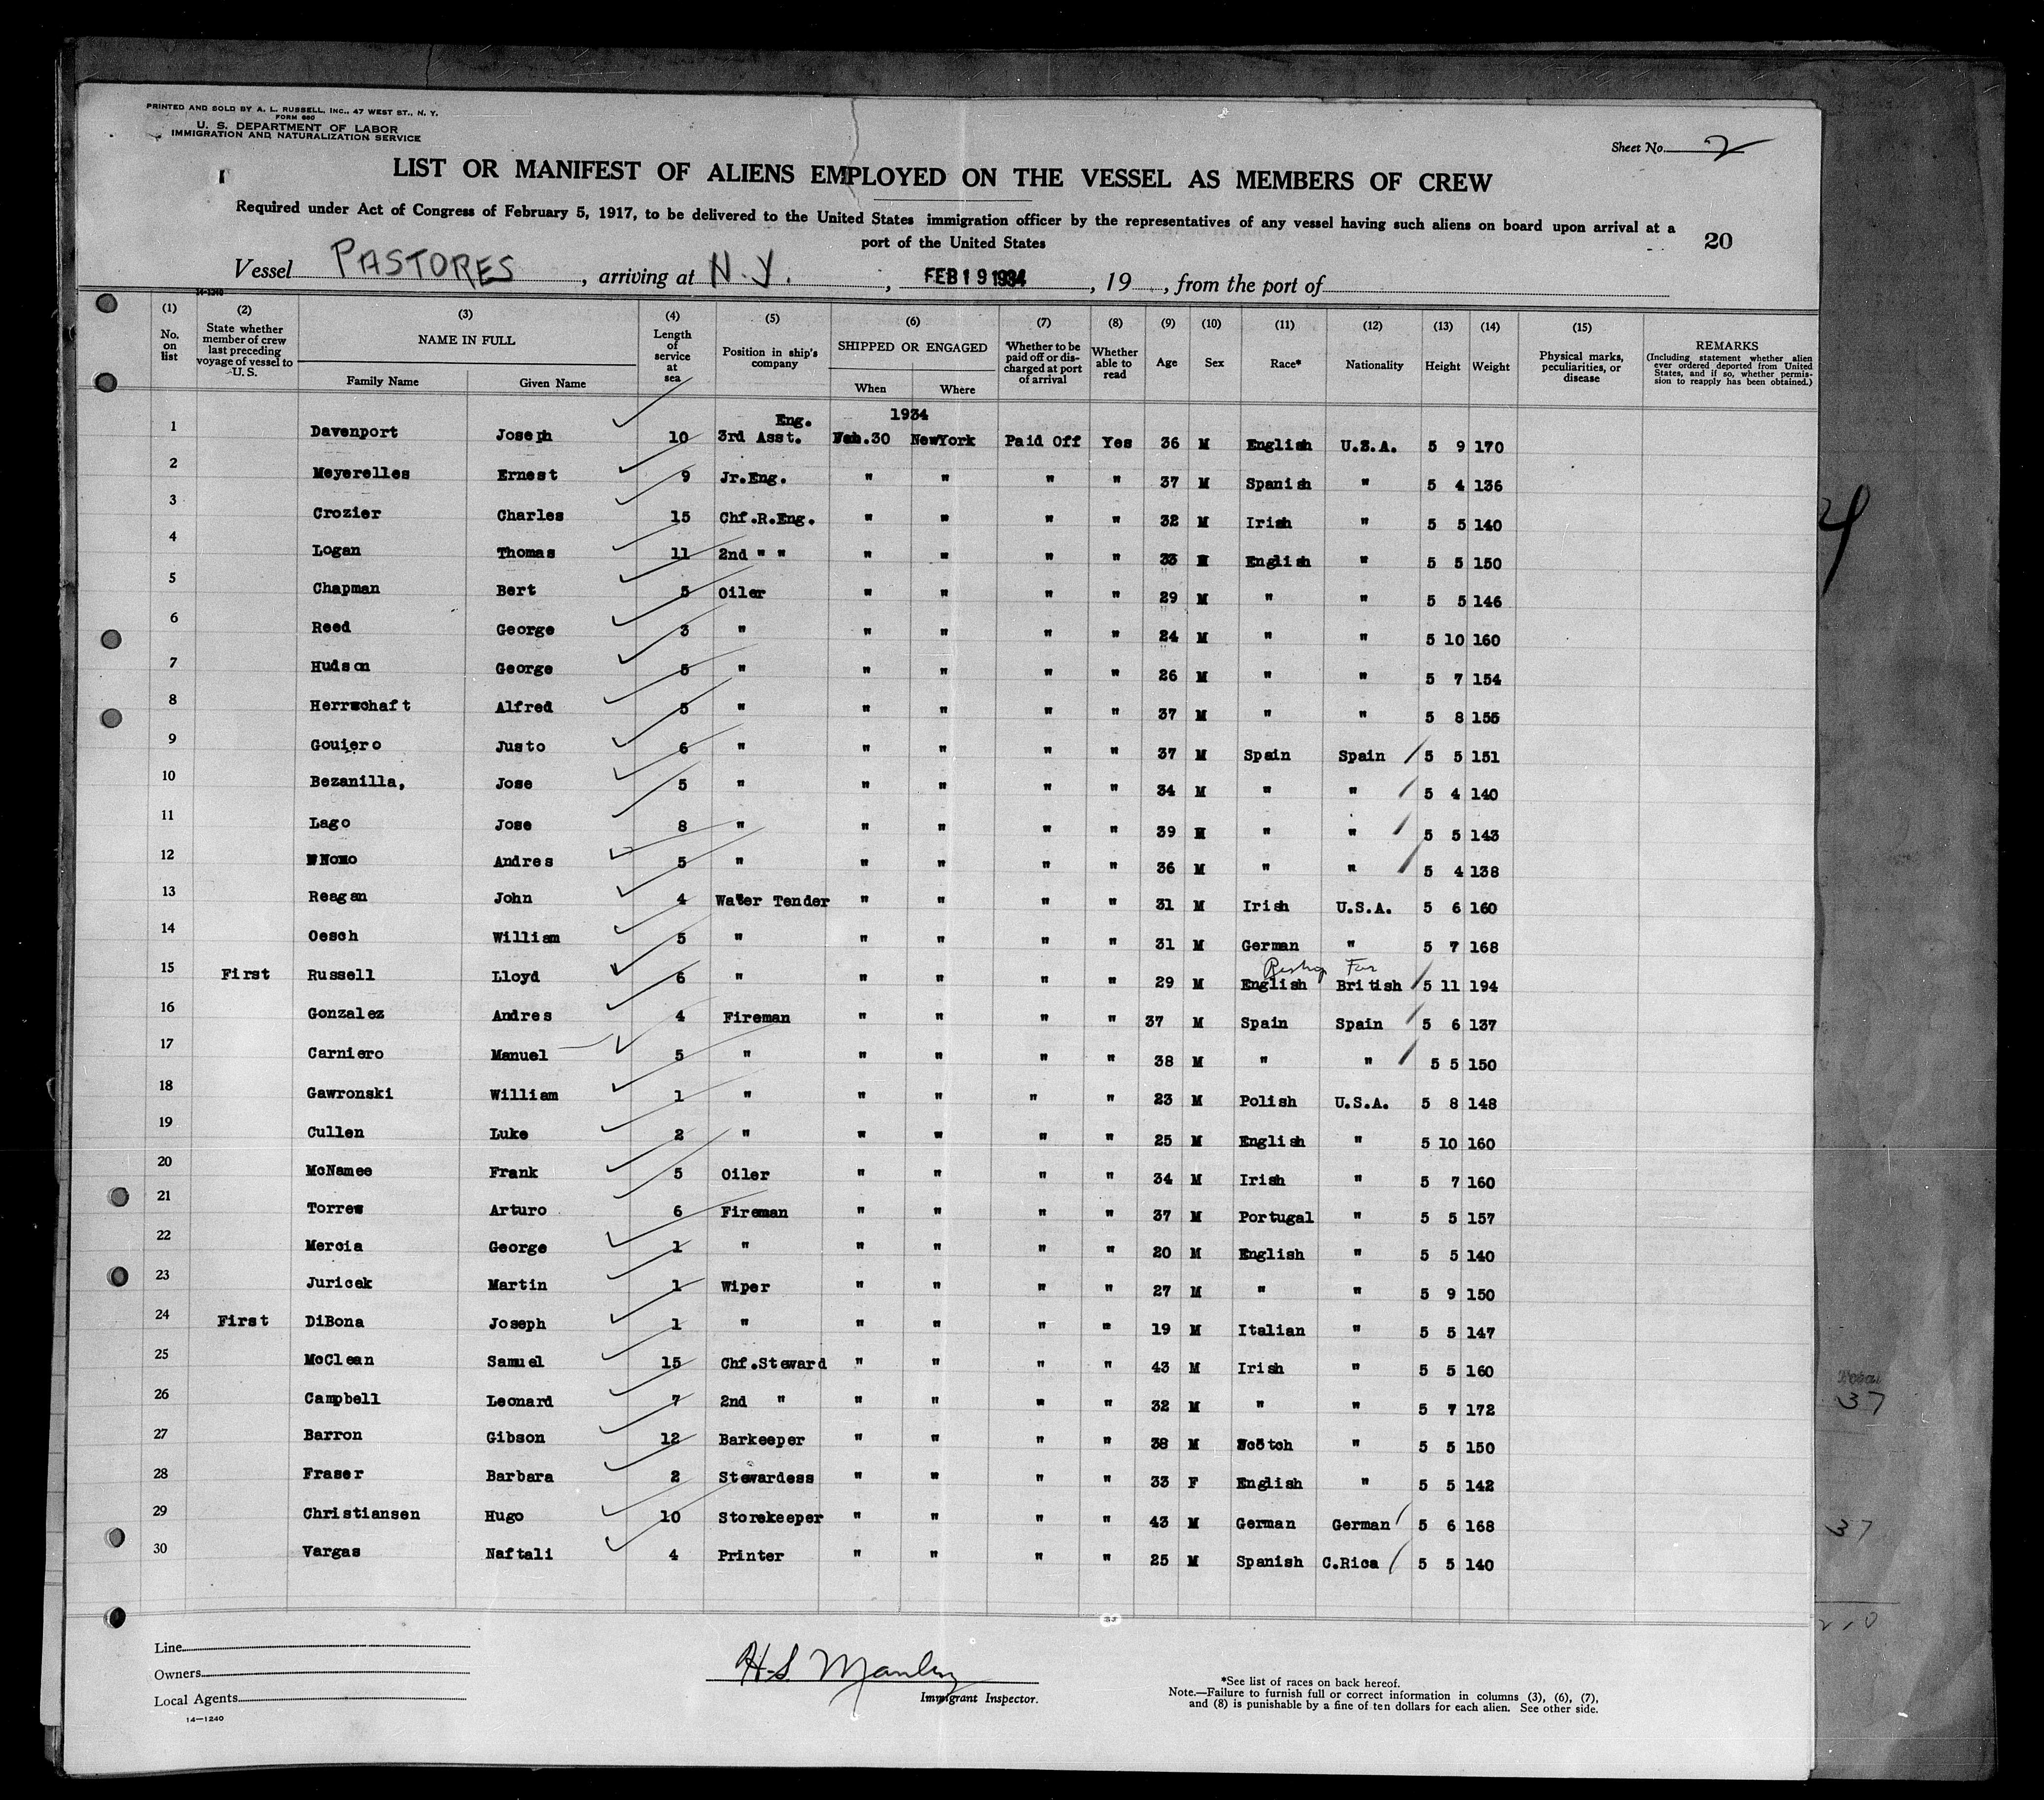 PRINTED AND SOLD BY A. L. RUSSELL, INC., 47 WEST ST., N. Y.
FORM 680
U. S. DEPARTMENT OF LABOR
IMMIGRATION AND NATURALIZATION SERVICE
Sheet No. 2
LIST OR MANIFEST OF ALIENS EMPLOYED ON THE VESSEL AS MEMBERS OF CREW
Required under Act of Congress of February 5, 1917, to be delivered to the United States immigration officer by the representatives of any vessel having such aliens on board upon arrival at a
port of the United States
20
Vessel PASTORES, arriving at N. Y., FEB 19 1934, 19, from the port of
14-1240
(1) (2) (3) (4) (5) (6) (7) (8) (9) (10) (11) (12) (13) (14) (15)
No. on list
State whether member of crew last preceding voyage of vessel to U. S.
NAME IN FULL
Family Name Given Name
Length of service at sea
Position in ship's company
SHIPPED OR ENGAGED
When Where
Whether to be paid off or discharged at port of arrival
Whether able to read
Age Sex Race* Nationality Height Weight
Physical marks, peculiarities, or disease
REMARKS
(Including statement whether alien ever ordered deported from United States, and if so, whether permission to reapply has been obtained.)
Eng. 1934
1 Davenport Joseph 10 3rd Asst. 30 NewYork Paid Off Yes 36 M English U.S.A. 5 9 170
2 Meyerelles Ernest 9 Jr.Eng. " " " " 37 M Spanish " 5 4 136
3 Crozier Charles 15 Chf.R.Eng. " " " " 32 M Irish " 5 5 140
4 Logan Thomas 11 2nd " " " " " " 33 M English " 5 5 150
5 Chapman Bert 5 Oiler " " " " 29 M " " 5 5 146
6 Reed George 3 " " " " " 24 M " " 5 10 160
7 Hudson George 5 " " " " " 26 M " " 5 7 154
8 Herrschaft Alfred 5 " " " " " 37 M " " 5 8 155
9 Gouiero Justo 6 " " " " " 37 M Spain Spain 5 5 151
10 Bezanilla, Jose 5 " " " " " 34 M " " 5 4 140
11 Lago Jose 8 " " " " " 39 M " " 5 5 143
12 Andres 5 " " " " " 36 M " " 5 4 138
13 Reagan John 4 Water Tender " " " " 31 M Irish U.S.A. 5 6 160
14 Oesch William 5 " " " " " 31 M German " 5 7 168
15 First Russell Lloyd 6 " " " " " 29 M English British 5 11 194
16 Gonzalez Andres 4 Fireman " " " " 37 M Spain Spain 5 6 137
17 Carniero Manuel 5 " " " " " 38 M " " 5 5 150
18 Gawronski William 1 " " " " " 23 M Polish U.S.A. 5 8 148
19 Cullen Luke 2 " " " " " 25 M English " 5 10 160
20 McNamee Frank 5 Oiler " " " " 34 M Irish " 5 7 160
21 Torres Arturo 6 Fireman " " " " 37 M Portugal " 5 5 157
22 Mercia George 1 " " " " " 20 M English " 5 5 140
23 Juricek Martin 1 Wiper " " " " 27 M " " 5 9 150
24 First DiBona Joseph 1 " " " " " 19 M Italian " 5 5 147
25 McClean Samuel 15 Chf.Steward " " " " 43 M Irish " 5 5 160
26 Campbell Leonard 7 2nd " " " " " 32 M " " 5 7 172
27 Barron Gibson 12 Barkeeper " " " " 38 M Scotch " 5 5 150
28 Fraser Barbara 2 Stewardess " " " " 33 F English " 5 5 142
29 Christiansen Hugo 10 Storekeeper " " " " 43 M German German 5 6 168
30 Vargas Naftali 4 Printer " " " " 25 M Spanish C.Rica 5 5 140
37
37
210
Line
Owners
Local Agents
14—1240
H. S. Manley
Immigrant Inspector.
*See list of races on back hereof.
Note.—Failure to furnish full or correct information in columns (3), (6), (7),
and (8) is punishable by a fine of ten dollars for each alien. See other side.